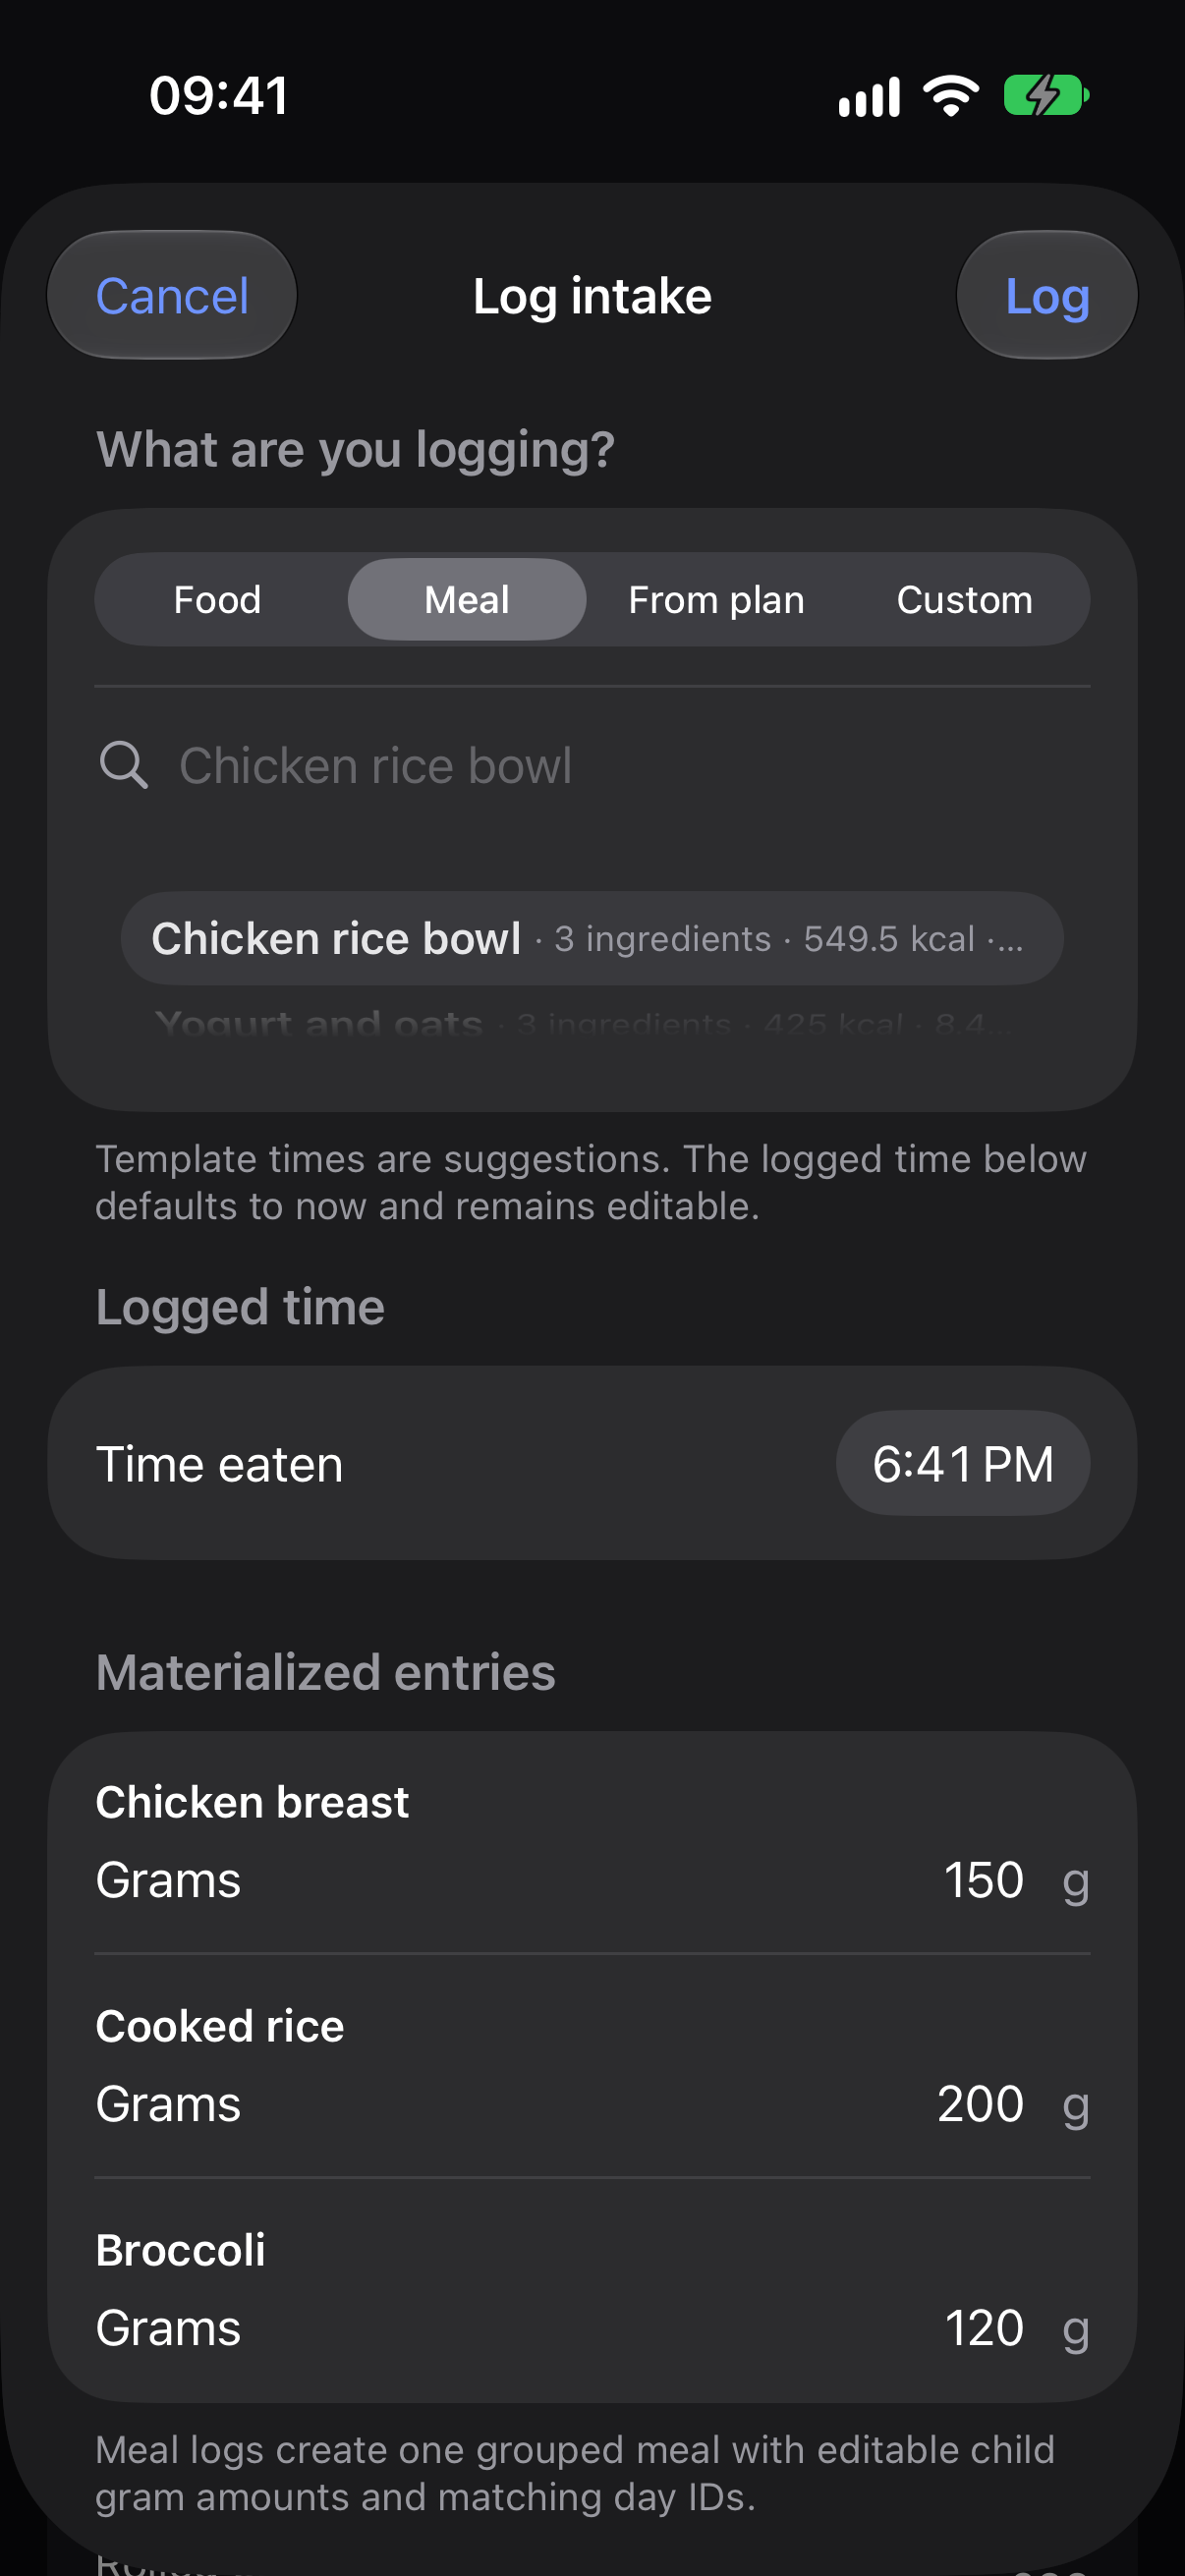 09:41
Cancel
Log intake
Log
What are you logging?
Food
Meal
From plan
Custom
Chicken rice bowl
Chicken rice bowl · 3 ingredients · 549.5 kcal ·...
Yogurt and oats · 3 ingredients · 425 kcal · 8.4...
Template times are suggestions. The logged time below
defaults to now and remains editable.
Logged time
Time eaten
6:41 PM
Materialized entries
Chicken breast
Grams 150 g
Cooked rice
Grams 200 g
Broccoli
Grams 120 g
Meal logs create one grouped meal with editable child
gram amounts and matching day IDs.